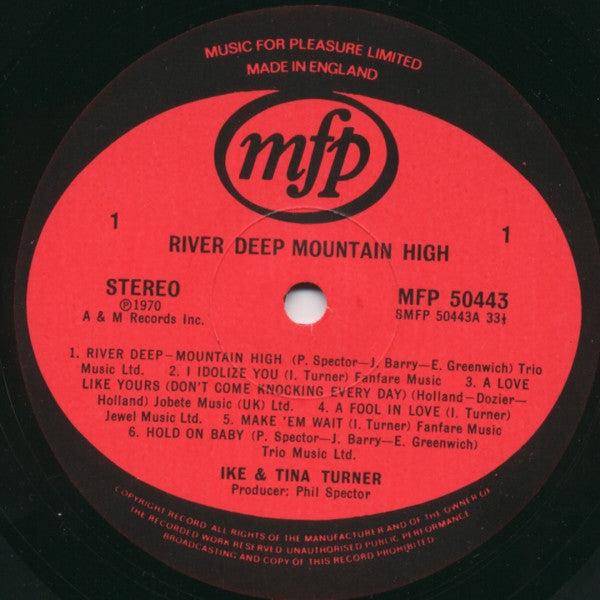 MUSIC FOR PLEASURE LIMITED
MADE IN ENGLAND
mfp
1
1
RIVER DEEP MOUNTAIN HIGH
STEREO
MFP 50443
℗1970
SMFP 50443A 33⅓
A & M Records Inc.
1. RIVER DEEP—MOUNTAIN HIGH (P. Spector—J. Barry—E. Greenwich) Trio
Music Ltd. 2. I IDOLIZE YOU (I. Turner) Fanfare Music 3. A LOVE
LIKE YOURS (DON'T COME KNOCKING EVERY DAY) (Holland—Dozier—
Holland) Jobete Music (UK) Ltd. 4. A FOOL IN LOVE (I. Turner)
Jewel Music Ltd. 5. MAKE 'EM WAIT (I. Turner) Fanfare Music
6. HOLD ON BABY (P. Spector—J. Barry—E. Greenwich)
Trio Music Ltd.
IKE & TINA TURNER
Producer: Phil Spector
COPYRIGHT RECORD ALL RIGHTS OF THE MANUFACTURER AND OF THE OWNER OF
THE RECORDED WORK RESERVED UNAUTHORISED PUBLIC PERFORMANCE
BROADCASTING AND COPY OF THIS RECORD PROHIBITED